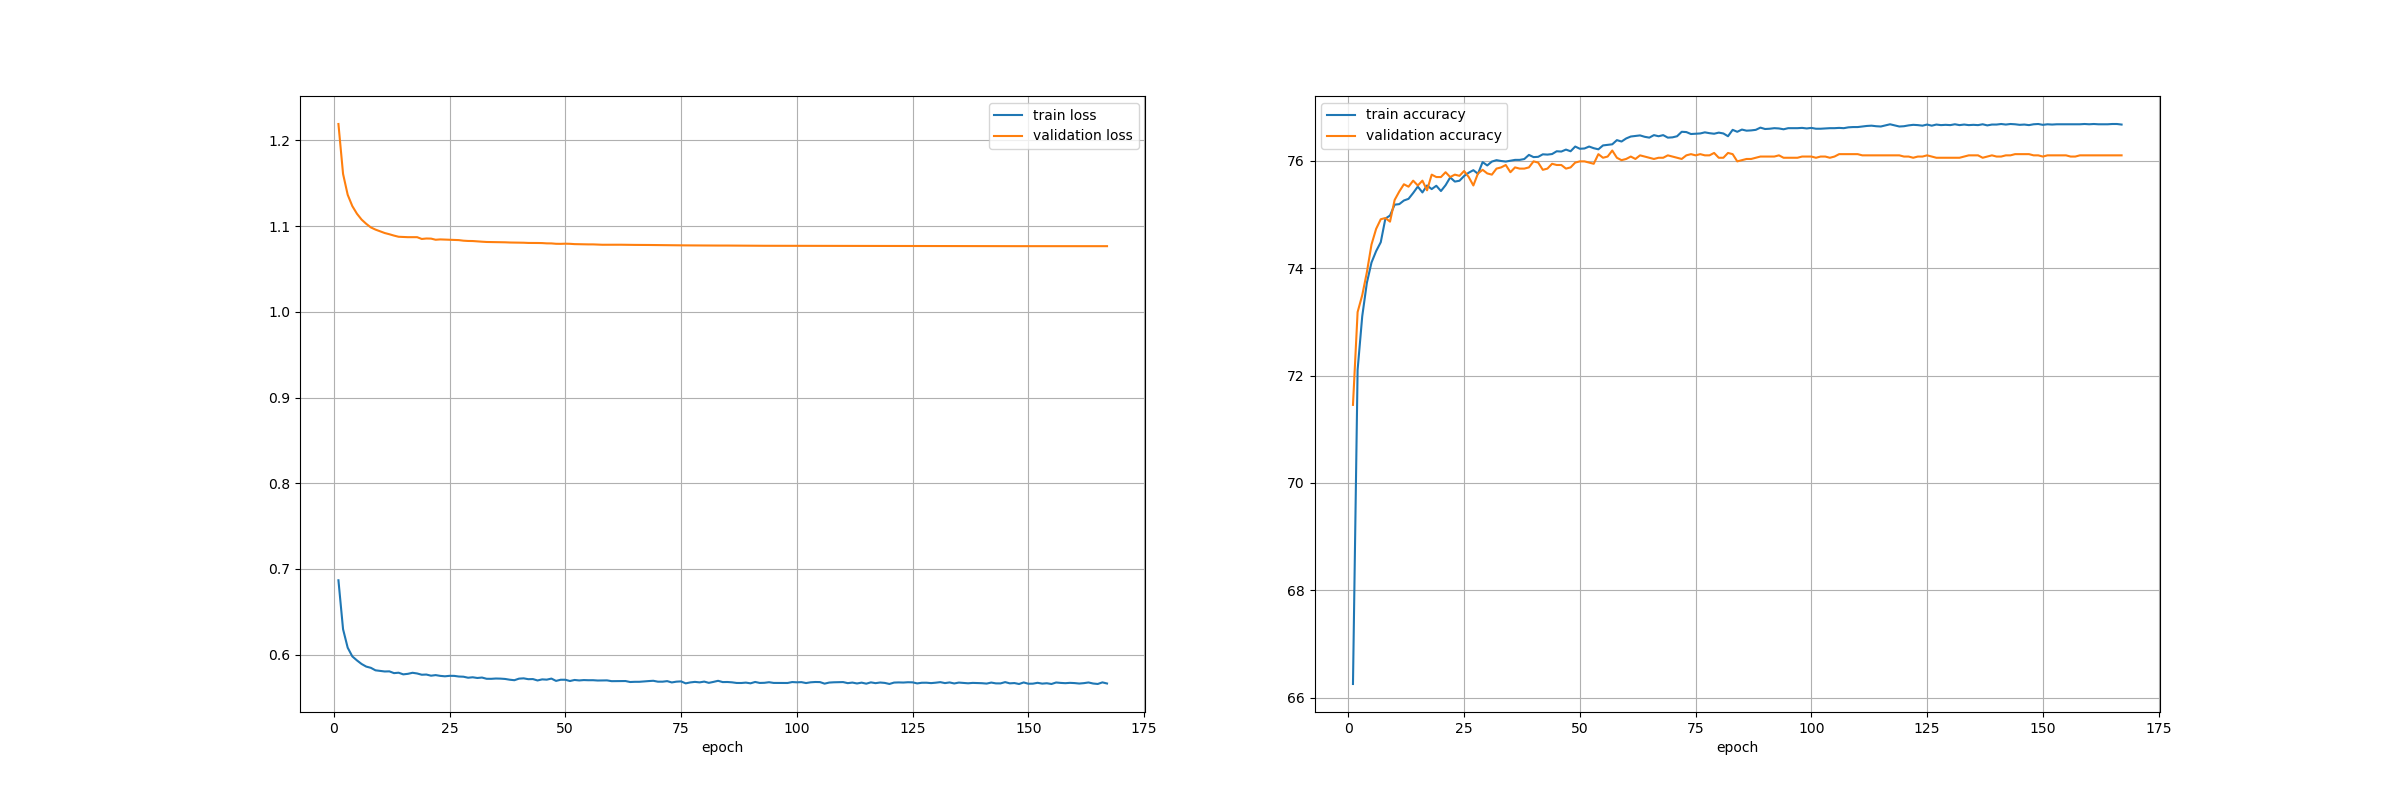 train loss
validation loss
1.2
1.1
1.0
0.9
0.8
0.7
0.6
0 25 50 75 100 125 150 175
epoch
train accuracy
validation accuracy
76
74
72
70
68
66
0 25 50 75 100 125 150 175
epoch